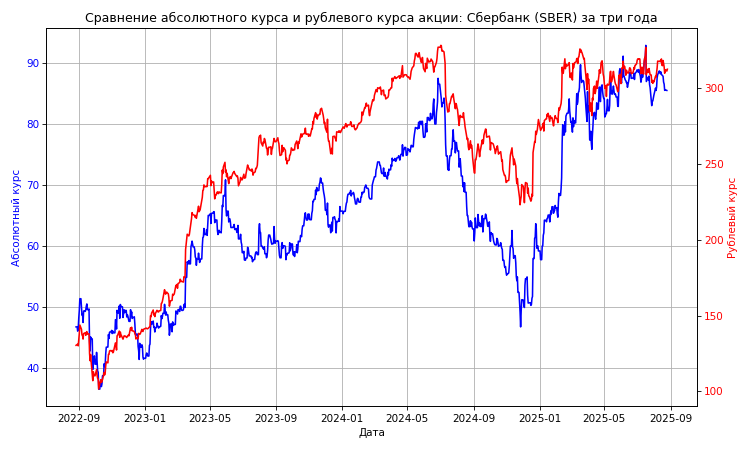 Сравнение абсолютного курса и рублевого курса акции: Сбербанк (SBER) за три года
Абсолютный курс
90
80
70
60
50
40
Рублевый курс
300
250
200
150
100
2022-09 2023-01 2023-05 2023-09 2024-01 2024-05 2024-09 2025-01 2025-05 2025-09
Дата